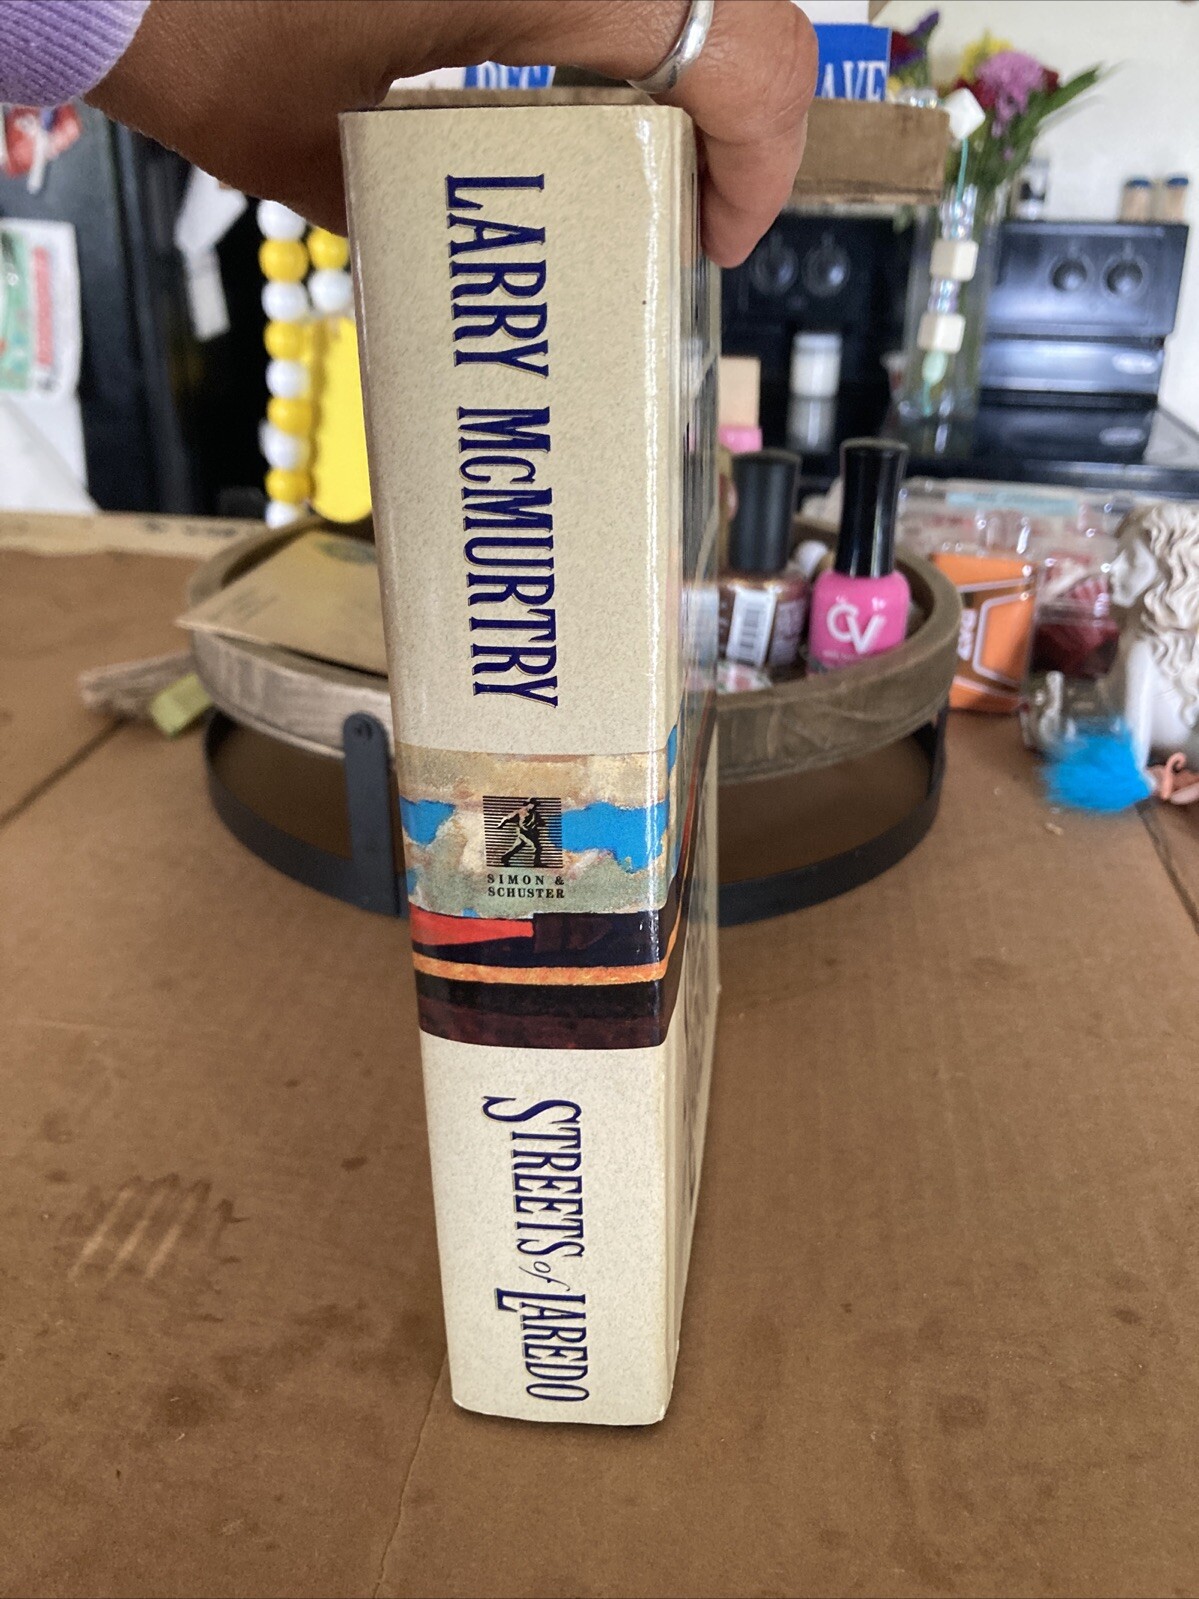 LARRY MCMURTRY
SIMON &
SCHUSTER
STREETS of LAREDO
CV